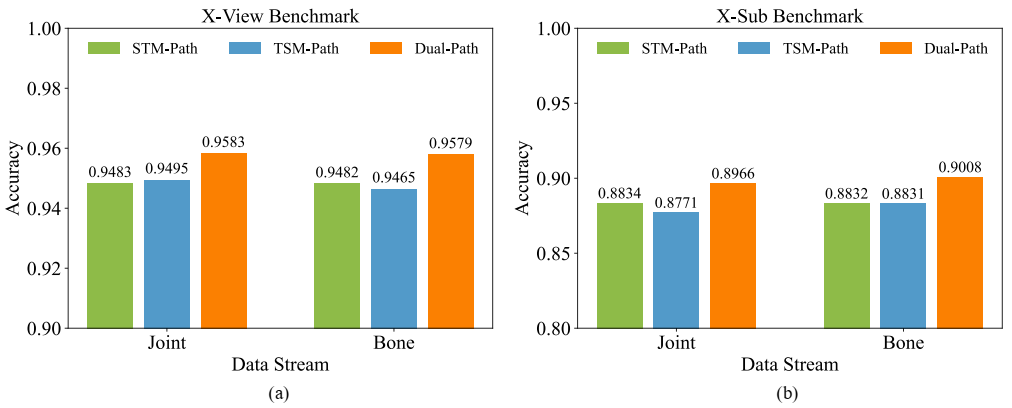 X-View Benchmark
1.00
0.98
0.96
0.94
0.92
0.90
Accuracy
STM-Path TSM-Path Dual-Path
0.9483 0.9495 0.9583
0.9482 0.9465 0.9579
Joint Bone
Data Stream
(a)
X-Sub Benchmark
1.00
0.95
0.90
0.85
0.80
Accuracy
STM-Path TSM-Path Dual-Path
0.8834 0.8771 0.8966
0.8832 0.8831 0.9008
Joint Bone
Data Stream
(b)